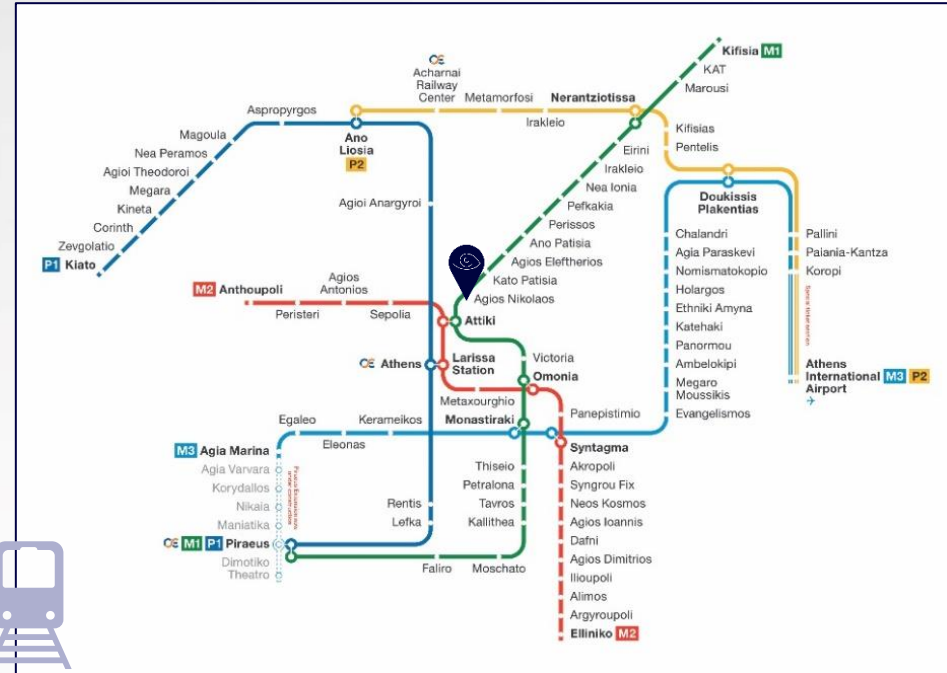 Kifisia M1
KAT
Marousi
OE
Acharnai
Railway
Center
Metamorfosi
Nerantziotissa
Irakleio
Aspropyrgos
Magoula
Nea Peramos
Agioi Theodoroi
Megara
Kineta
Corinth
Zevgolatio
P1 Kiato
Ano
Liosia
P2
Agioi Anargyroi
Kifisias
Pentelis
Eirini
Irakleio
Nea Ionia
Pefkakia
Perissos
Ano Patisia
Agios Eleftherios
Kato Patisia
Agios Nikolaos
Doukissis
Plakentias
Chalandri
Agia Paraskevi
Nomismatokopio
Holargos
Ethniki Amyna
Katehaki
Panormou
Ambelokipi
Megaro
Moussikis
Evangelismos
Pallini
Paiania-Kantza
Koropi
Athens
International M3 P2
Airport
M2 Anthoupoli
Peristeri
Agios
Antonios
Sepolia
Attiki
OE Athens
Larissa
Station
Victoria
Omonia
Metaxourghio
Monastiraki
Panepistimio
Egaleo
Kerameikos
Eleonas
M3 Agia Marina
Agia Varvara
Korydallos
Nikaia
Maniatika
OE M1 P1 Piraeus
Dimotiko
Theatro
Rentis
Lefka
Thiseio
Petralona
Tavros
Kallithea
Faliro
Moschato
Syntagma
Akropoli
Syngrou Fix
Neos Kosmos
Agios Ioannis
Dafni
Agios Dimitrios
Ilioupoli
Alimos
Argyroupoli
Elliniko M2